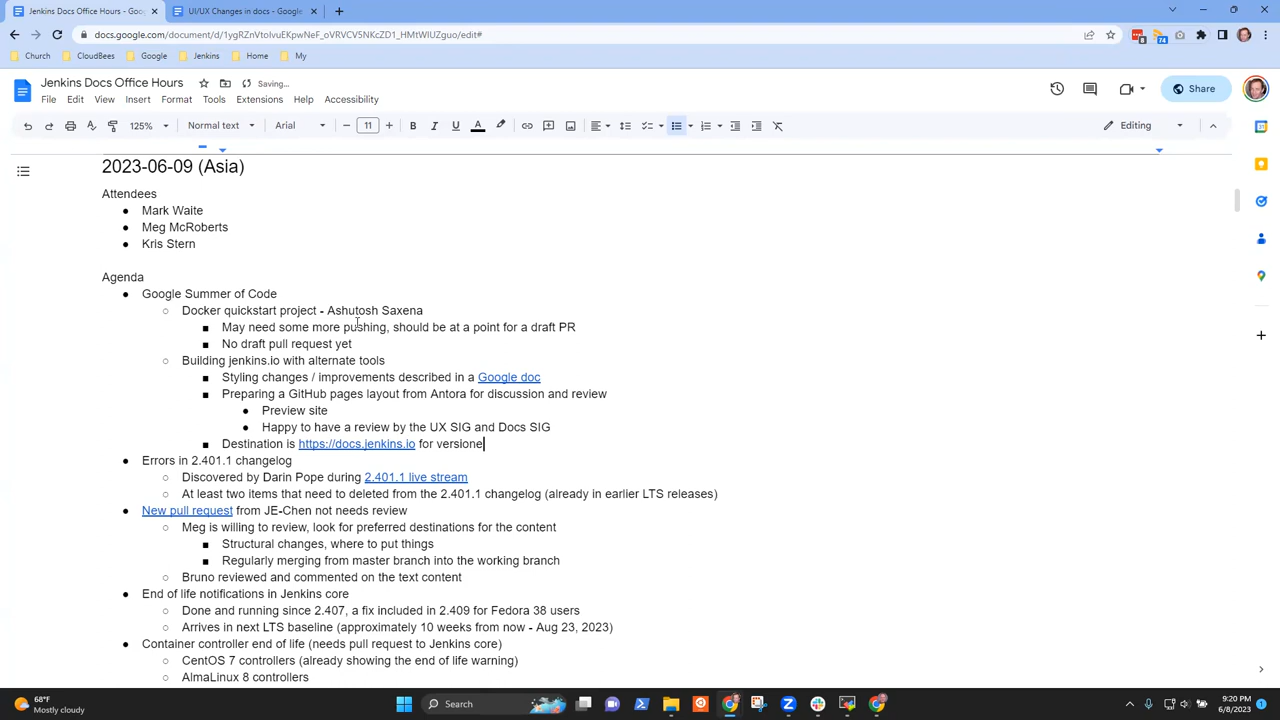 Jenkins Docs Office Hours - Goo
UI/UX Changes in docs - Google
docs.google.com/document/d/1ygRZnVtoIvuEKpwNeF_oVRVCV5NKcZD1_HMtWIUZguo/edit#
Church
CloudBees
Google
Jenkins
Home
My
Jenkins Docs Office Hours
Saving...
File Edit View Insert Format Tools Extensions Help Accessibility
Share
125%
Normal text
Arial
11
Editing
2023-06-09 (Asia)
Attendees
● Mark Waite
● Meg McRoberts
● Kris Stern
Agenda
● Google Summer of Code
○ Docker quickstart project - Ashutosh Saxena
■ May need some more pushing, should be at a point for a draft PR
■ No draft pull request yet
○ Building jenkins.io with alternate tools
■ Styling changes / improvements described in a Google doc
■ Preparing a GitHub pages layout from Antora for discussion and review
● Preview site
● Happy to have a review by the UX SIG and Docs SIG
■ Destination is https://docs.jenkins.io for versione
● Errors in 2.401.1 changelog
○ Discovered by Darin Pope during 2.401.1 live stream
○ At least two items that need to deleted from the 2.401.1 changelog (already in earlier LTS releases)
● New pull request from JE-Chen not needs review
○ Meg is willing to review, look for preferred destinations for the content
■ Structural changes, where to put things
■ Regularly merging from master branch into the working branch
○ Bruno reviewed and commented on the text content
● End of life notifications in Jenkins core
○ Done and running since 2.407, a fix included in 2.409 for Fedora 38 users
○ Arrives in next LTS baseline (approximately 10 weeks from now - Aug 23, 2023)
● Container controller end of life (needs pull request to Jenkins core)
○ CentOS 7 controllers (already showing the end of life warning)
○ AlmaLinux 8 controllers
68°F
Mostly cloudy
Search
9:20 PM
6/8/2023